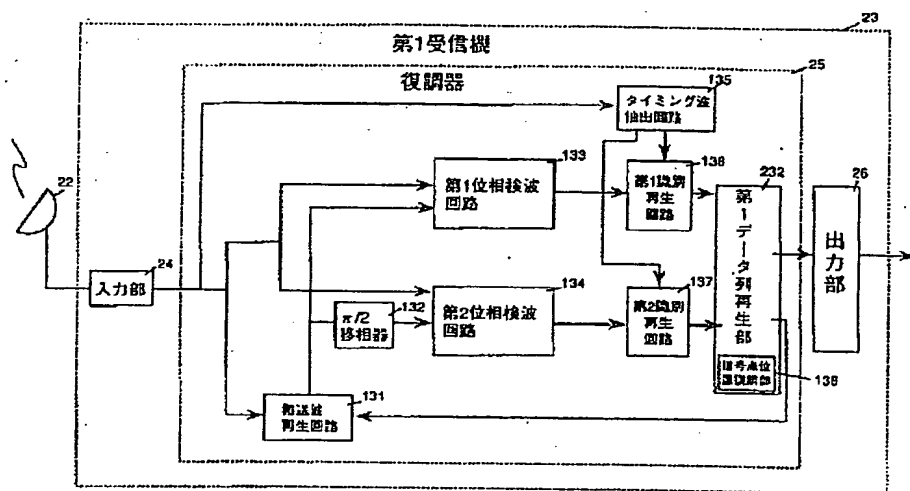 23
第1受信機
25
復調器
135
タイミング波
抽出回路
22
133
138
232
26
第1位相検波
回路
第1識別
再生
回路
第1データ列再生部
出力部
24
入力部
134
137
π/2
移相器
132
第2位相検波
回路
第2識別
再生
回路
131
搬送波
再生回路
信号点位
138